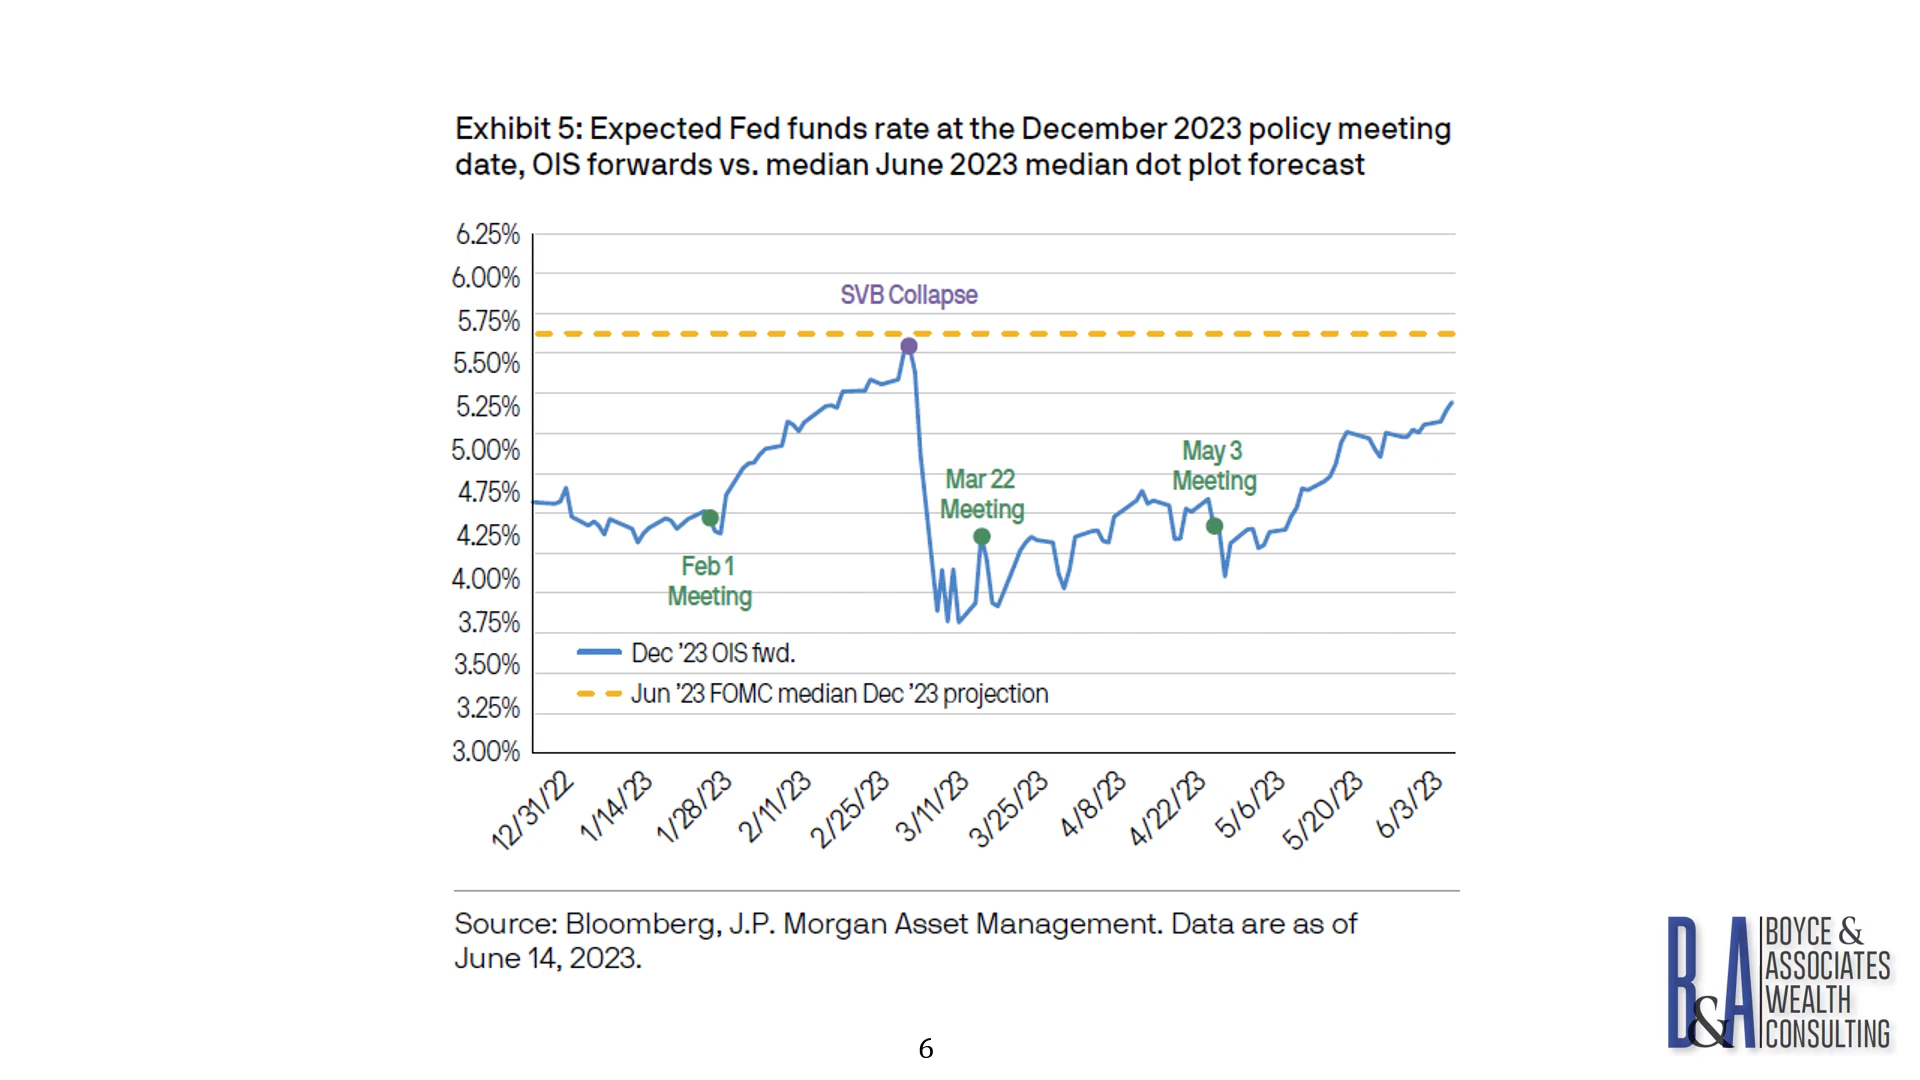 Exhibit 5: Expected Fed funds rate at the December 2023 policy meeting
date, OIS forwards vs. median June 2023 median dot plot forecast
6.25%
6.00%
5.75%
5.50%
5.25%
5.00%
4.75%
4.25%
4.00%
3.75%
3.50%
3.25%
3.00%
SVB Collapse
Feb 1
Meeting
Mar 22
Meeting
May 3
Meeting
Dec ’23 OIS fwd.
Jun ’23 FOMC median Dec ’23 projection
12/31/22
1/14/23
1/28/23
2/11/23
2/25/23
3/11/23
3/25/23
4/8/23
4/22/23
5/6/23
5/20/23
6/3/23
Source: Bloomberg, J.P. Morgan Asset Management. Data are as of
June 14, 2023.
6
B&A
BOYCE &
ASSOCIATES
WEALTH
CONSULTING